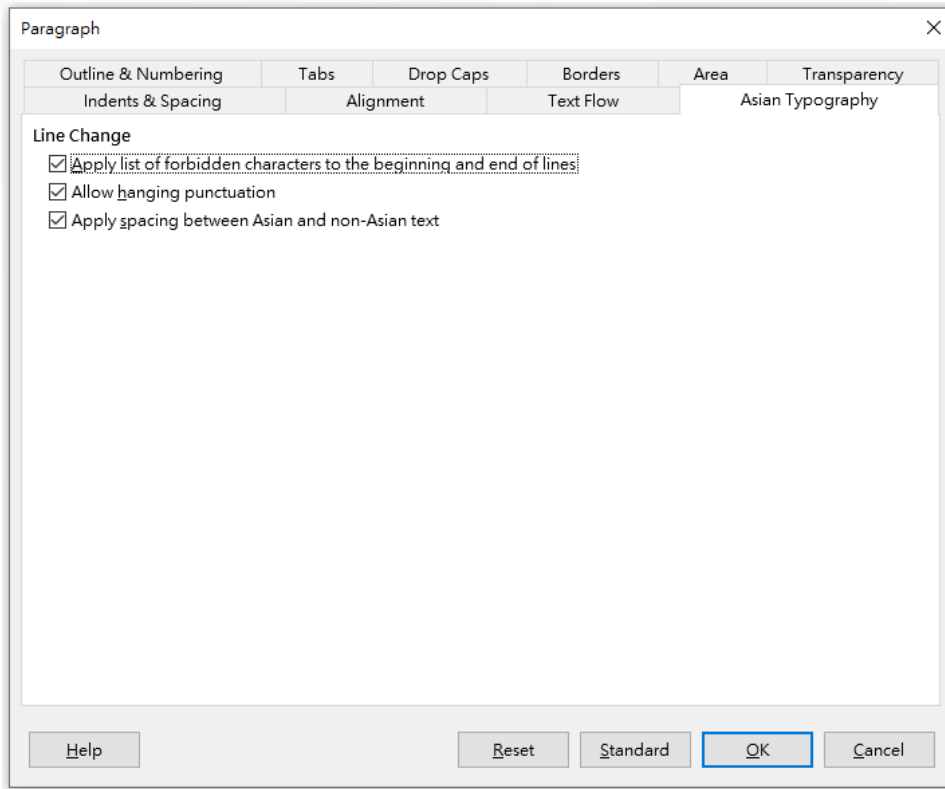 Paragraph
Outline & Numbering Tabs Drop Caps Borders Area Transparency
Indents & Spacing Alignment Text Flow Asian Typography
Line Change
Apply list of forbidden characters to the beginning and end of lines
Allow hanging punctuation
Apply spacing between Asian and non-Asian text
Help Reset Standard OK Cancel